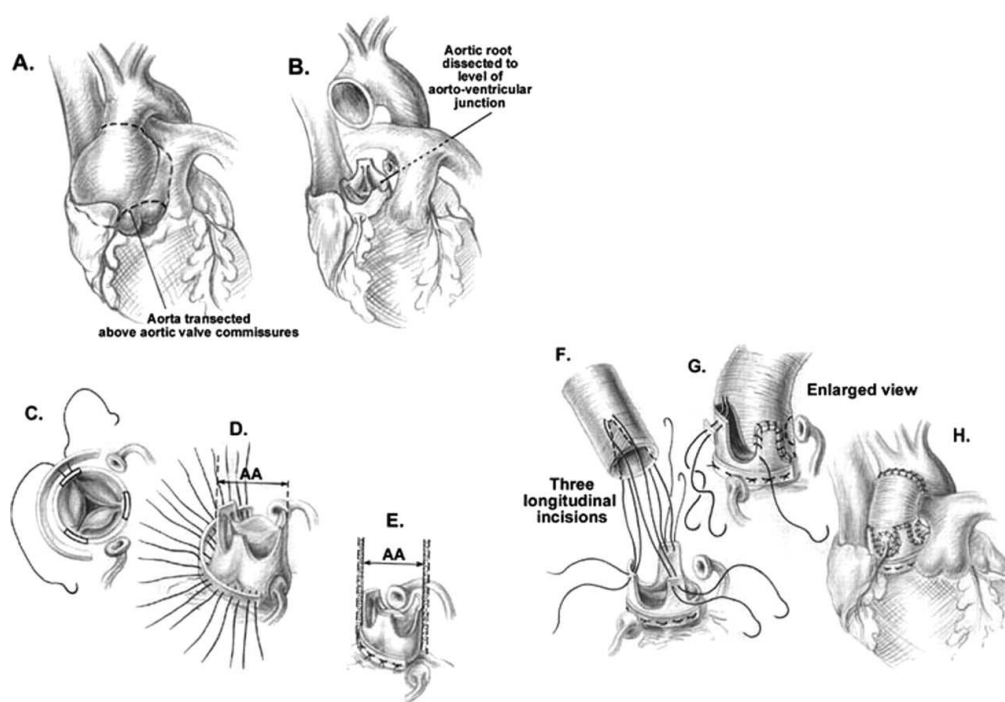 A.
B.
Aortic root
dissected to
level of
aorto-ventricular
junction
Aorta transected
above aortic valve commissures
C.
D.
AA
E.
AA
F.
G.
Enlarged view
H.
Three
longitudinal
incisions